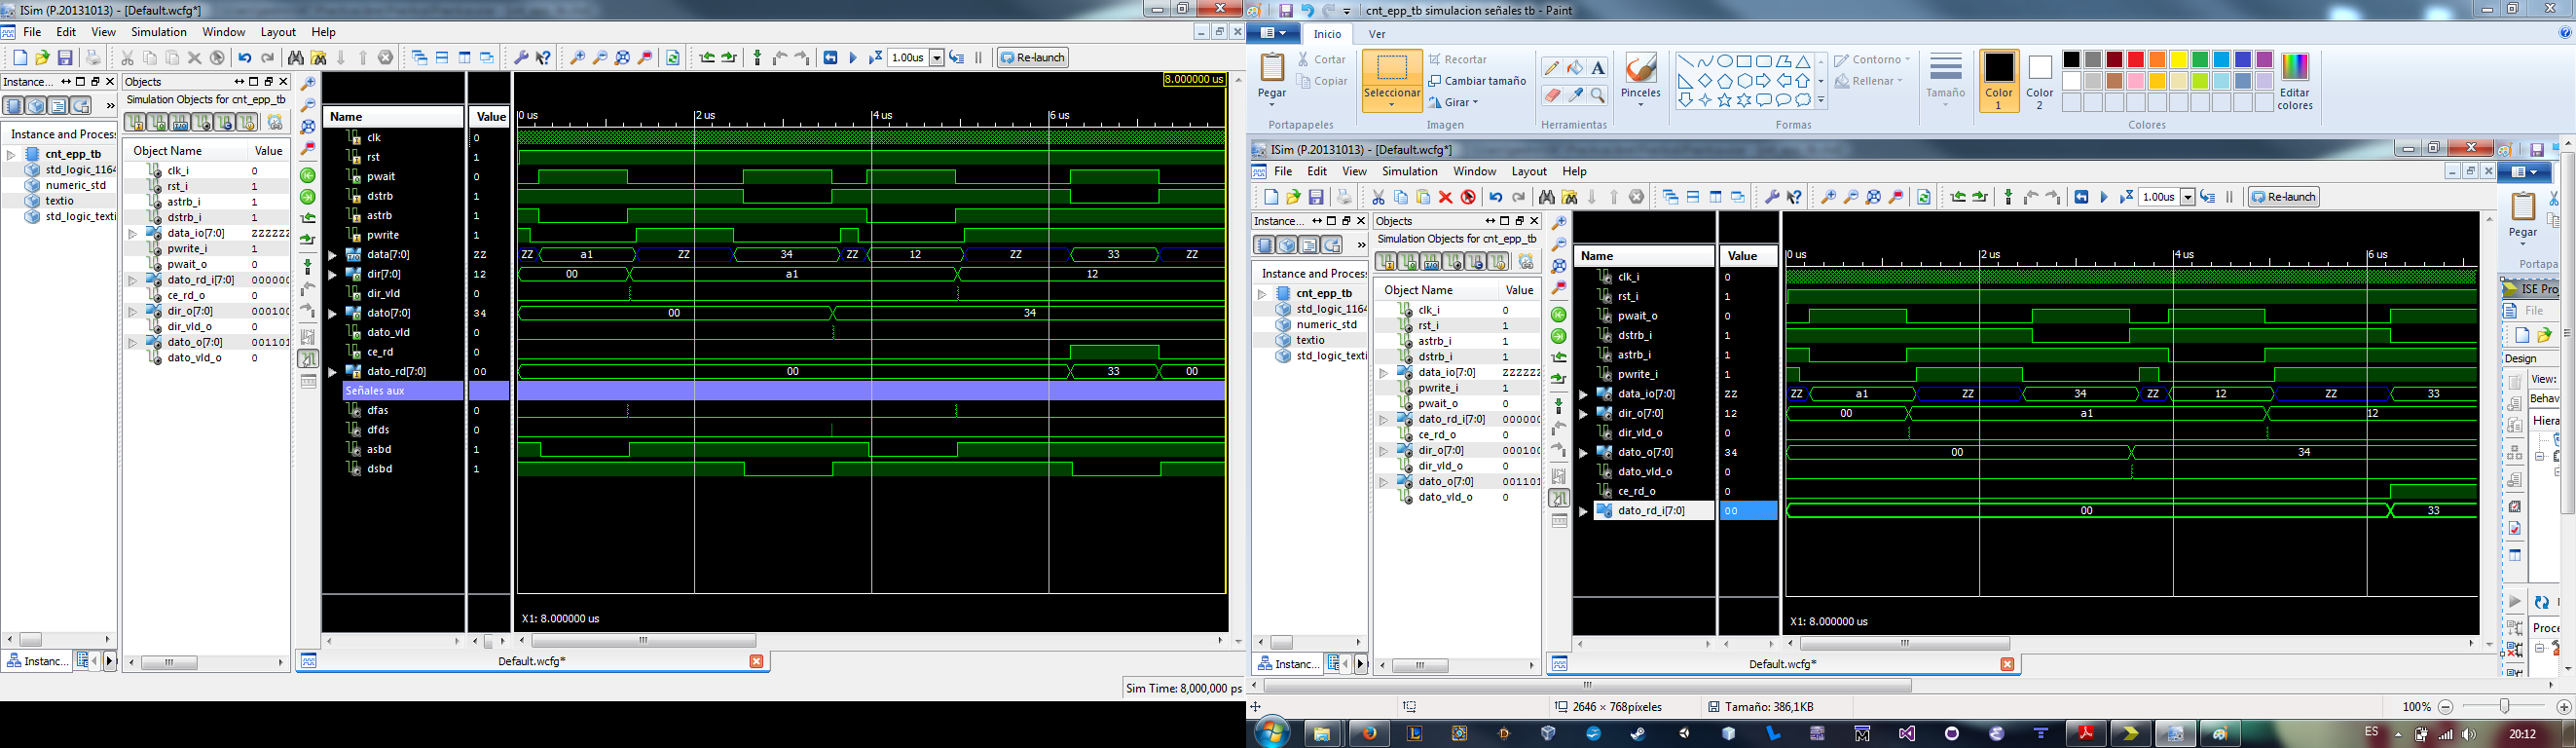 ISim (P.20131013) - [Default.wcfg*]
File Edit View Simulation Window Layout Help
1.00us Re-launch
Instance...
Objects
Simulation Objects for cnt_epp_tb
Instance and Process
cnt_epp_tb
std_logic_1164
numeric_std
textio
std_logic_texti
Object Name Value
clk_i 0
rst_i 1
astrb_i 1
dstrb_i 1
data_io[7:0] ZZZZZZ
pwrite_i 1
pwait_o 0
dato_rd_i[7:0] 000000
ce_rd_o 0
dir_o[7:0] 000100
dir_vld_o 0
dato_o[7:0] 001101
dato_vld_o 0
Name Value
clk 0
rst 1
pwait 0
dstrb 1
astrb 1
pwrite 1
data[7:0] ZZ
dir[7:0] 12
dir_vld 0
dato[7:0] 34
dato_vld 0
ce_rd 0
dato_rd[7:0] 00
Señales aux
dfas 0
dfds 0
asbd 1
dsbd 1
8.000000 us
0 us 2 us 4 us 6 us
ZZ a1 ZZ 34 ZZ 12 ZZ 33 ZZ
00 a1 12
00 34
00 33 00
X1: 8.000000 us
Instanc...
Default.wcfg*
Sim Time: 8,000,000 ps
cnt_epp_tb simulacion señales tb - Paint
Inicio Ver
Pegar
Cortar
Copiar
Portapapeles
Seleccionar
Recortar
Cambiar tamaño
Girar
Imagen
Herramientas
Pinceles
Contorno
Rellenar
Formas
Tamaño
Color 1
Color 2
Editar colores
Colores
ISim (P.20131013) - [Default.wcfg*]
File Edit View Simulation Window Layout Help
1.00us Re-launch
Instance...
Objects
Simulation Objects for cnt_epp_tb
Instance and Process
cnt_epp_tb
std_logic_1164
numeric_std
textio
std_logic_texti
Object Name Value
clk_i 0
rst_i 1
astrb_i 1
dstrb_i 1
data_io[7:0] ZZZZZZ
pwrite_i 1
pwait_o 0
dato_rd_i[7:0] 000000
ce_rd_o 0
dir_o[7:0] 000100
dir_vld_o 0
dato_o[7:0] 001101
dato_vld_o 0
Name Value
clk_i 0
rst_i 1
pwait_o 0
dstrb_i 1
astrb_i 1
pwrite_i 1
data_io[7:0] ZZ
dir_o[7:0] 12
dir_vld_o 0
dato_o[7:0] 34
dato_vld_o 0
ce_rd_o 0
dato_rd_i[7:0] 00
0 us 2 us 4 us 6 us
ZZ a1 ZZ 34 ZZ 12 ZZ 33
00 a1 12
00 34
00 33
X1: 8.000000 us
Instanc...
Default.wcfg*
Pegar
Portapa
ISE Proj
File
Design
View:
Behav
Hiera
Proce
2646 × 768píxeles
Tamaño: 386,1KB
100%
ES
20:12